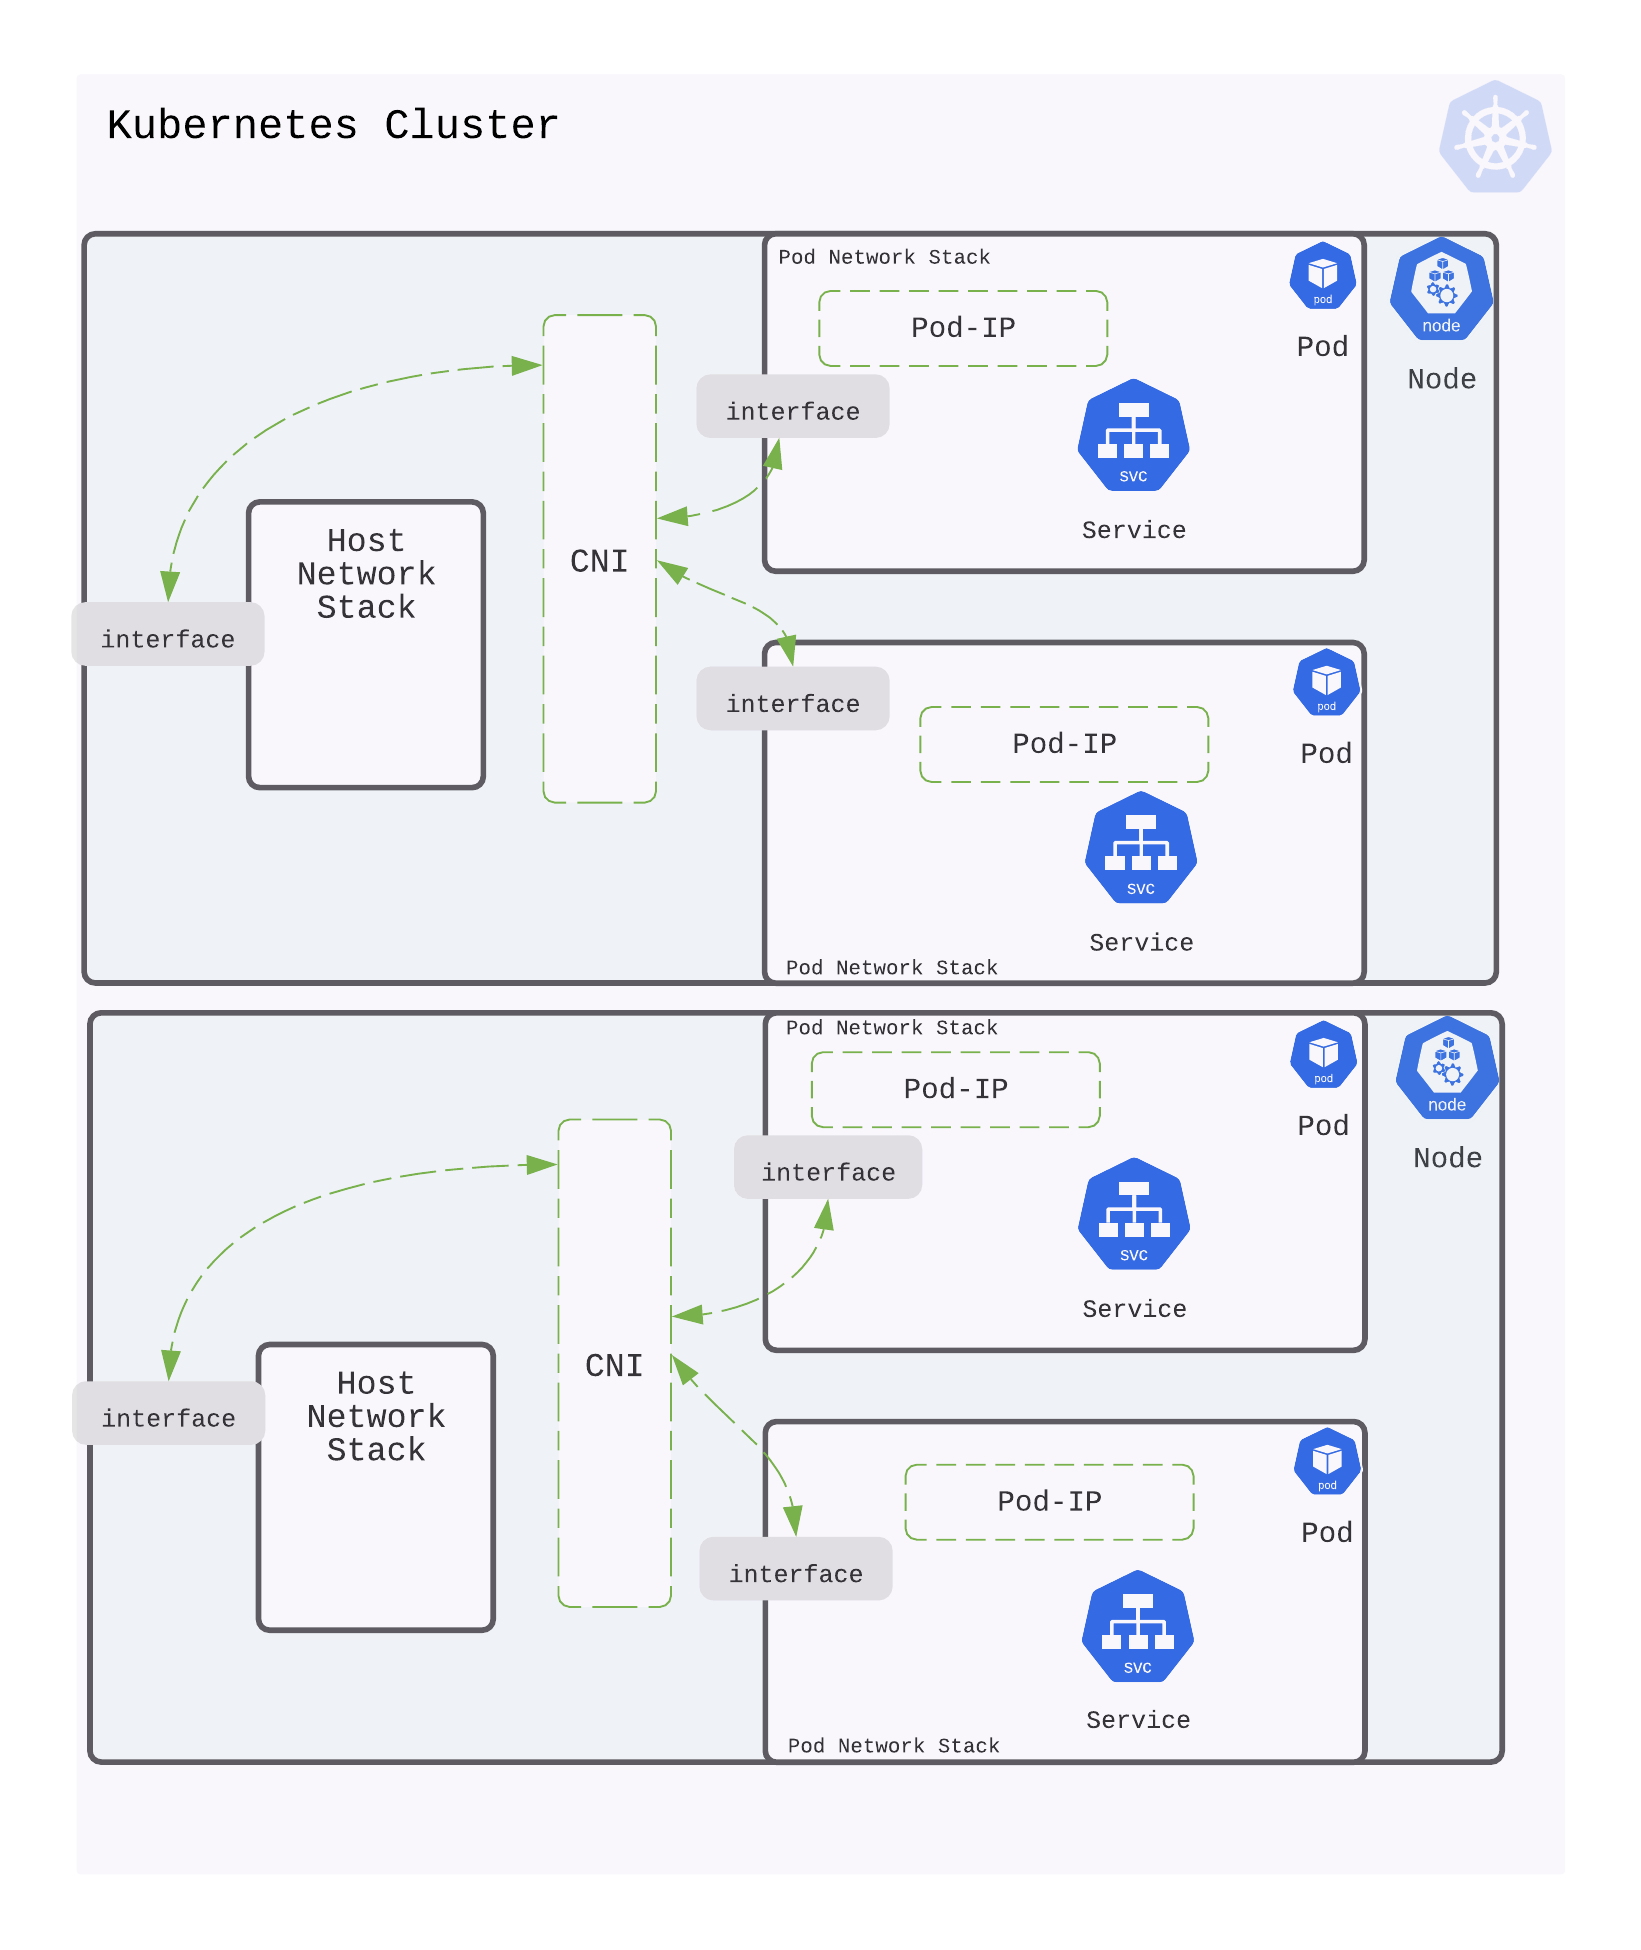 Kubernetes Cluster
Pod Network Stack
pod
node
Pod-IP
Pod
Node
interface
svc
Service
Host
Network
Stack
CNI
interface
interface
pod
Pod-IP
Pod
svc
Service
Pod Network Stack
Pod Network Stack
pod
node
Pod-IP
Pod
Node
interface
svc
Service
CNI
Host
Network
Stack
interface
pod
Pod-IP
Pod
interface
svc
Service
Pod Network Stack